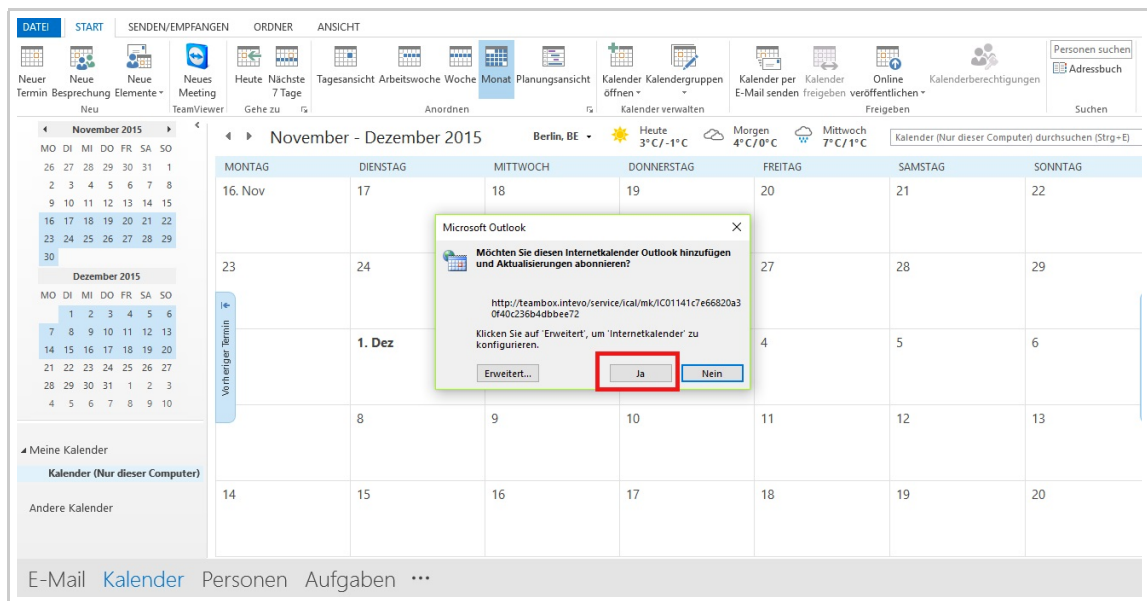 DATEI START SENDEN/EMPFANGEN ORDNER ANSICHT
Neuer Termin
Neue Besprechung
Neue Elemente
Neu
Neues Meeting
TeamViewer
Heute
Nächste 7 Tage
Gehe zu
Tagesansicht Arbeitswoche Woche Monat Planungsansicht
Anordnen
Kalender öffnen
Kalendergruppen
Kalender verwalten
Kalender per E-Mail senden
Kalender freigeben
Online veröffentlichen
Kalenderberechtigungen
Freigeben
Personen suchen
Adressbuch
Suchen
November 2015
MO DI MI DO FR SA SO
26 27 28 29 30 31 1
2 3 4 5 6 7 8
9 10 11 12 13 14 15
16 17 18 19 20 21 22
23 24 25 26 27 28 29
30
Dezember 2015
MO DI MI DO FR SA SO
1 2 3 4 5 6
7 8 9 10 11 12 13
14 15 16 17 18 19 20
21 22 23 24 25 26 27
28 29 30 31 1 2 3
4 5 6 7 8 9 10
Meine Kalender
Kalender (Nur dieser Computer)
Andere Kalender
November - Dezember 2015
Berlin, BE
Heute
3°C/-1°C
Morgen
4°C/0°C
Mittwoch
7°C/1°C
Kalender (Nur dieser Computer) durchsuchen (Strg+E)
MONTAG DIENSTAG MITTWOCH DONNERSTAG FREITAG SAMSTAG SONNTAG
16. Nov 17 18 19 20 21 22
23 24 27 28 29
1. Dez 4 5 6
8 9 10 11 12 13
14 15 16 17 18 19 20
Vorheriger Termin
Microsoft Outlook
Möchten Sie diesen Internetkalender Outlook hinzufügen
und Aktualisierungen abonnieren?
http://teambox.intevo/service/ical/mk/IC01141c7e66820a3
0f40c236b4dbbee72
Klicken Sie auf 'Erweitert', um 'Internetkalender' zu
konfigurieren.
Erweitert... Ja Nein
E-Mail Kalender Personen Aufgaben ···